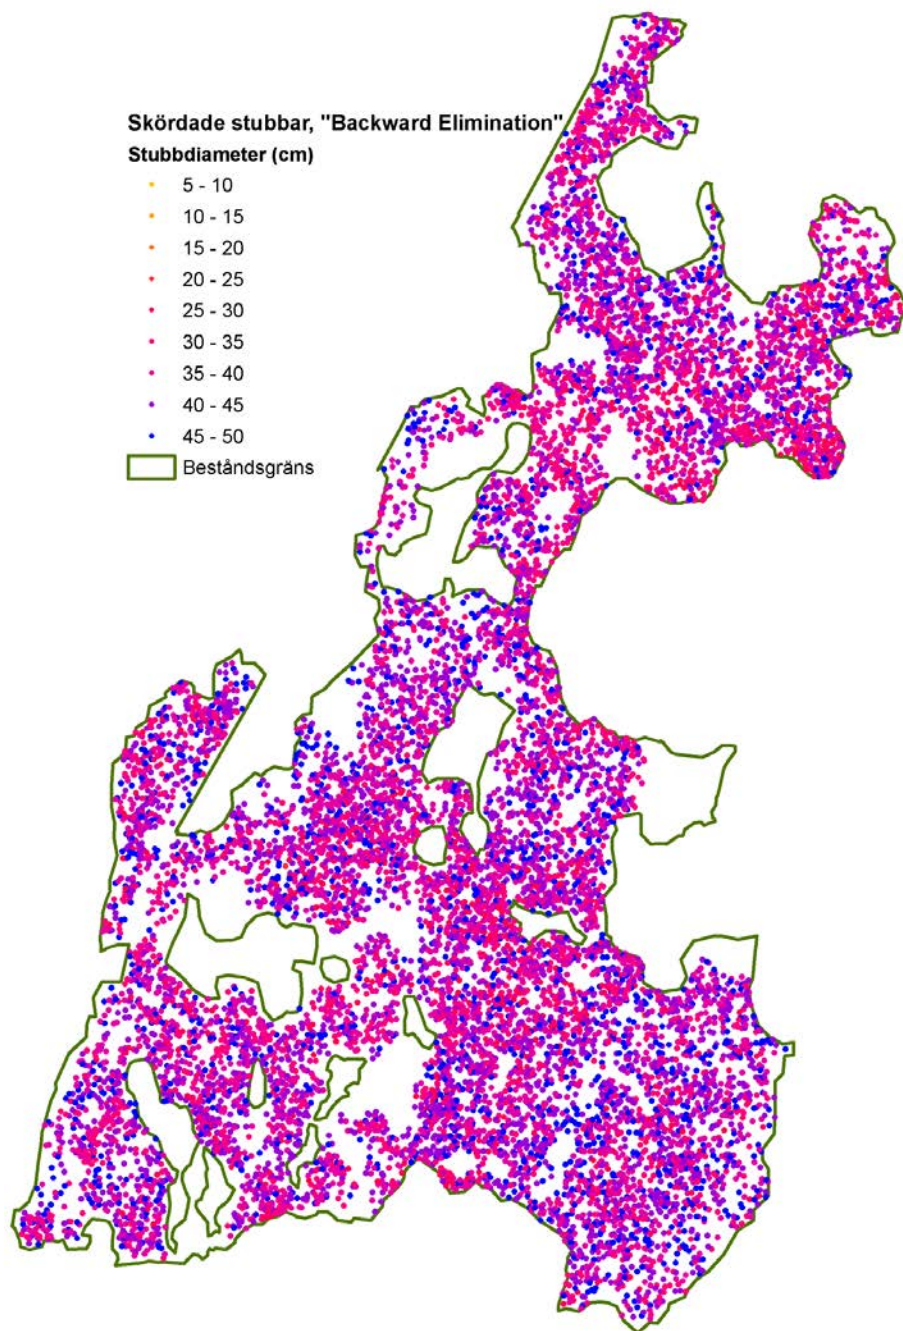 Skördade stubbar, "Backward Elimination"
Stubbdiameter (cm)
5 - 10
10 - 15
15 - 20
20 - 25
25 - 30
30 - 35
35 - 40
40 - 45
45 - 50
Beståndsgräns